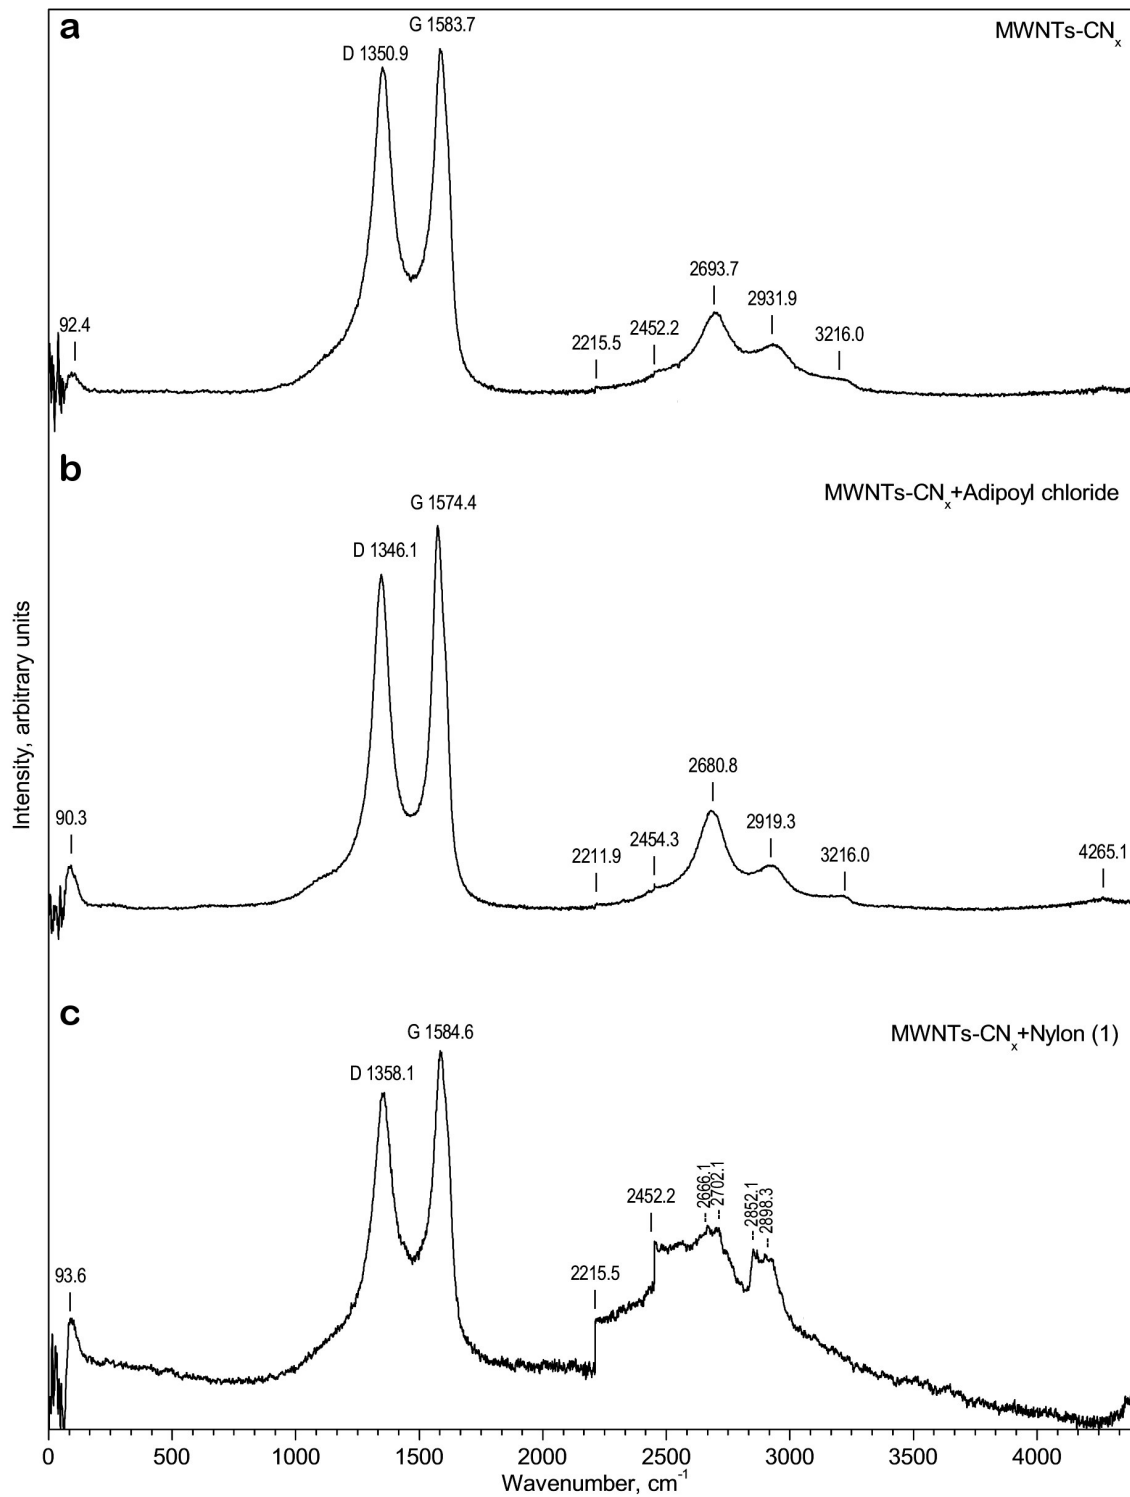 a
G 1583.7
MWNTs-CNx
D 1350.9
2693.7
2931.9
92.4
2215.5
2452.2
3216.0
b
MWNTs-CNx+Adipoyl chloride
G 1574.4
D 1346.1
2680.8
90.3
2919.3
2454.3
2211.9
3216.0
4265.1
c
MWNTs-CNx+Nylon (1)
G 1584.6
D 1358.1
2666.1
2702.1
2852.1
2898.3
2452.2
2215.5
93.6
Intensity, arbitrary units
0 500 1000 1500 2000 2500 3000 3500 4000
Wavenumber, cm-1